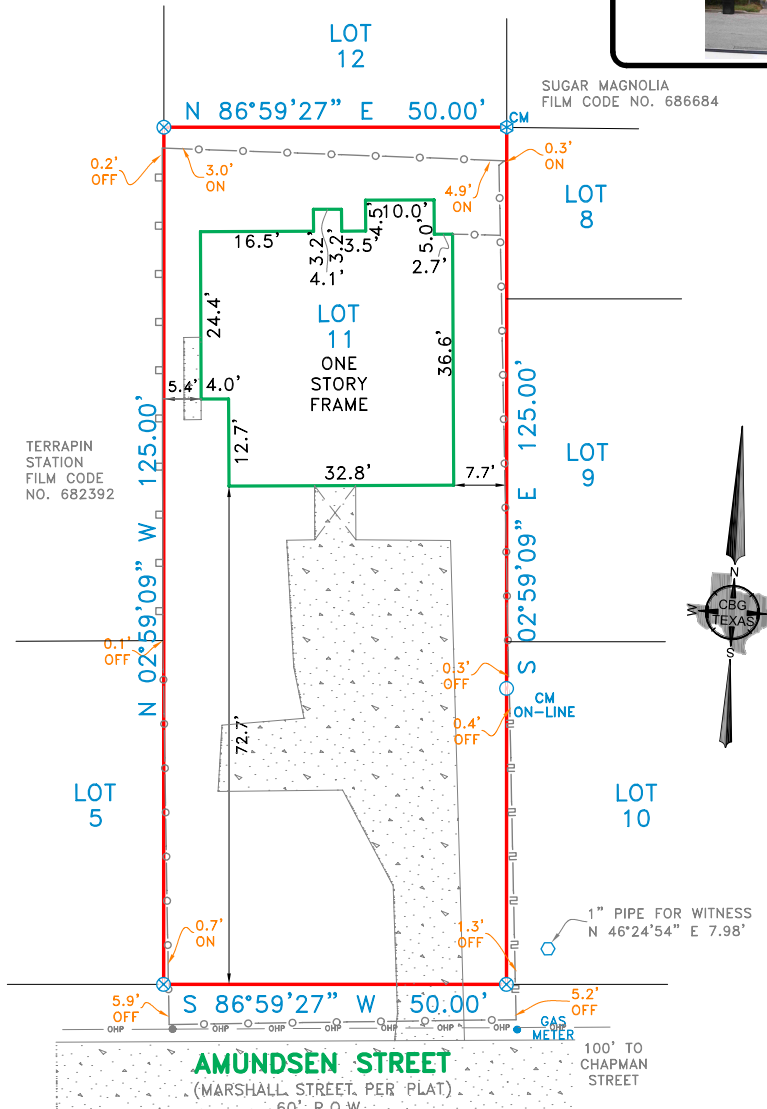 LOT
12
SUGAR MAGNOLIA
FILM CODE NO. 686684
N 86°59'27" E 50.00'
CM
0.2'
OFF
3.0'
ON
0.3'
ON
4.9'
ON
LOT
8
16.5'
3.2'
3.2'
4.1'
3.5'
4.5'
10.0'
5.0'
2.7'
24.4'
LOT
11
ONE
STORY
FRAME
36.6'
5.4'
4.0'
12.7'
32.8'
7.7'
N 02°59'09" W 125.00'
S 02°59'09" E 125.00'
TERRAPIN
STATION
FILM CODE
NO. 682392
LOT
9
N
W
CBG
TEXAS
S
0.1'
OFF
0.3'
OFF
CM
ON-LINE
0.4'
OFF
72.7'
LOT
5
LOT
10
0.7'
ON
1.3'
OFF
1" PIPE FOR WITNESS
N 46°24'54" E 7.98'
5.9'
OFF
S 86°59'27" W 50.00'
5.2'
OFF
OHP OHP OHP OHP OHP OHP OHP OHP
GAS
METER
AMUNDSEN STREET
(MARSHALL STREET PER PLAT)
60' R.O.W.
100' TO
CHAPMAN
STREET